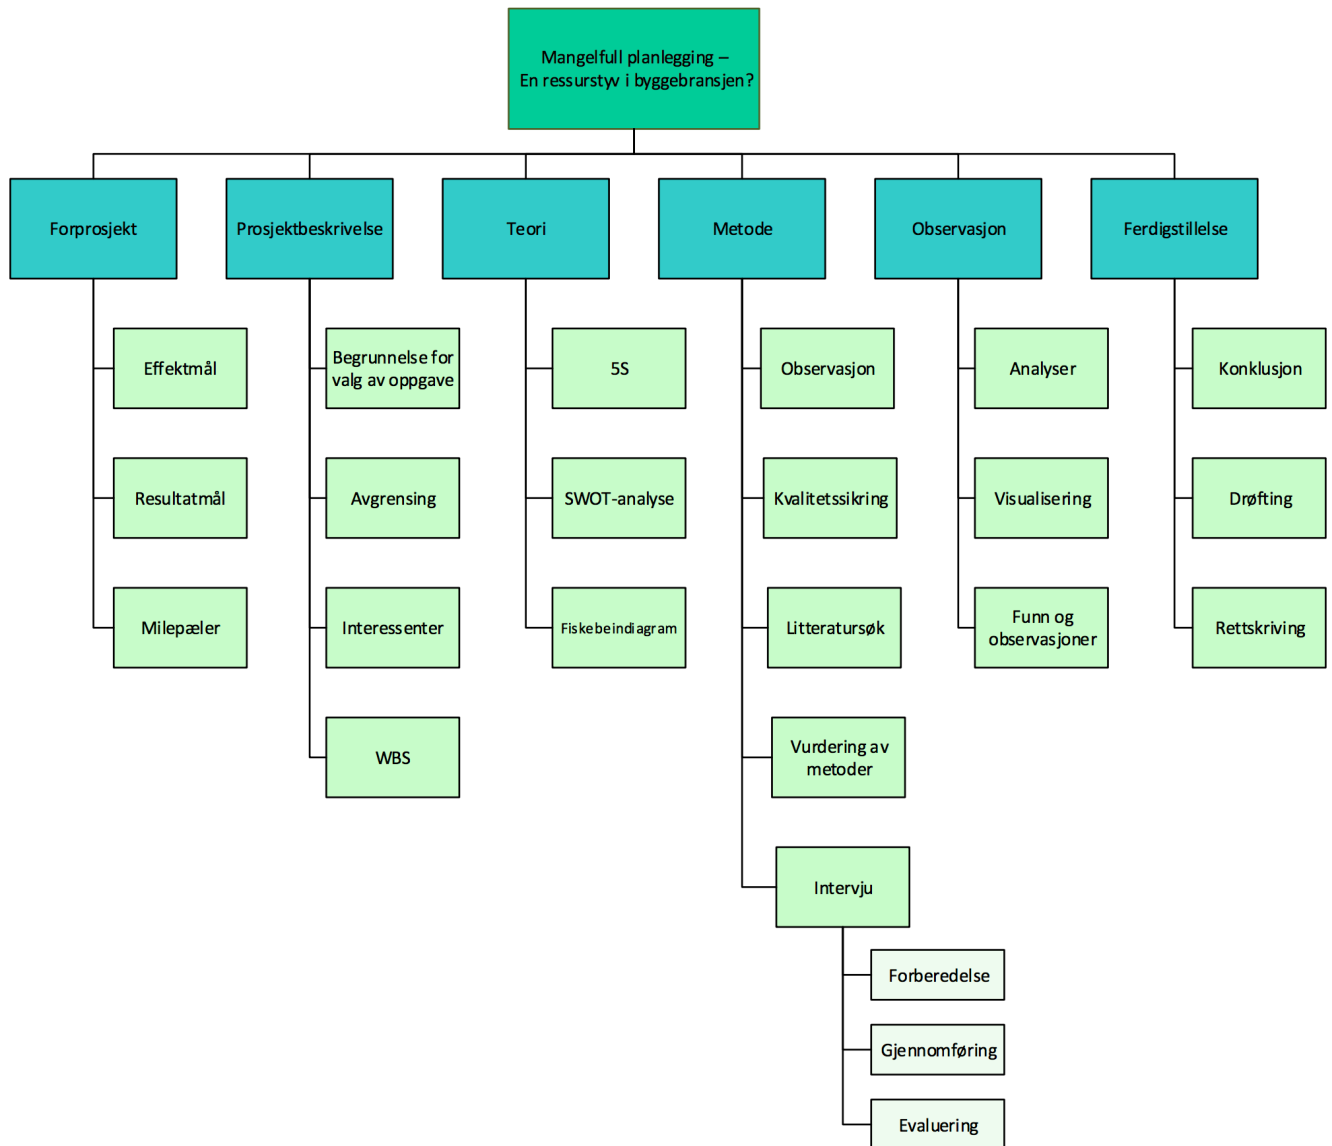 Mangelfull planlegging –
En ressurstyv i byggebransjen?
Forprosjekt
Prosjektbeskrivelse
Teori
Metode
Observasjon
Ferdigstillelse
Effektmål
Begrunnelse for
valg av oppgave
5S
Observasjon
Analyser
Konklusjon
Resultatmål
Avgrensing
SWOT-analyse
Kvalitetssikring
Visualisering
Drøfting
Milepæler
Interessenter
Fiskebeindiagram
Litteratursøk
Funn og
observasjoner
Rettskriving
WBS
Vurdering av
metoder
Intervju
Forberedelse
Gjennomføring
Evaluering